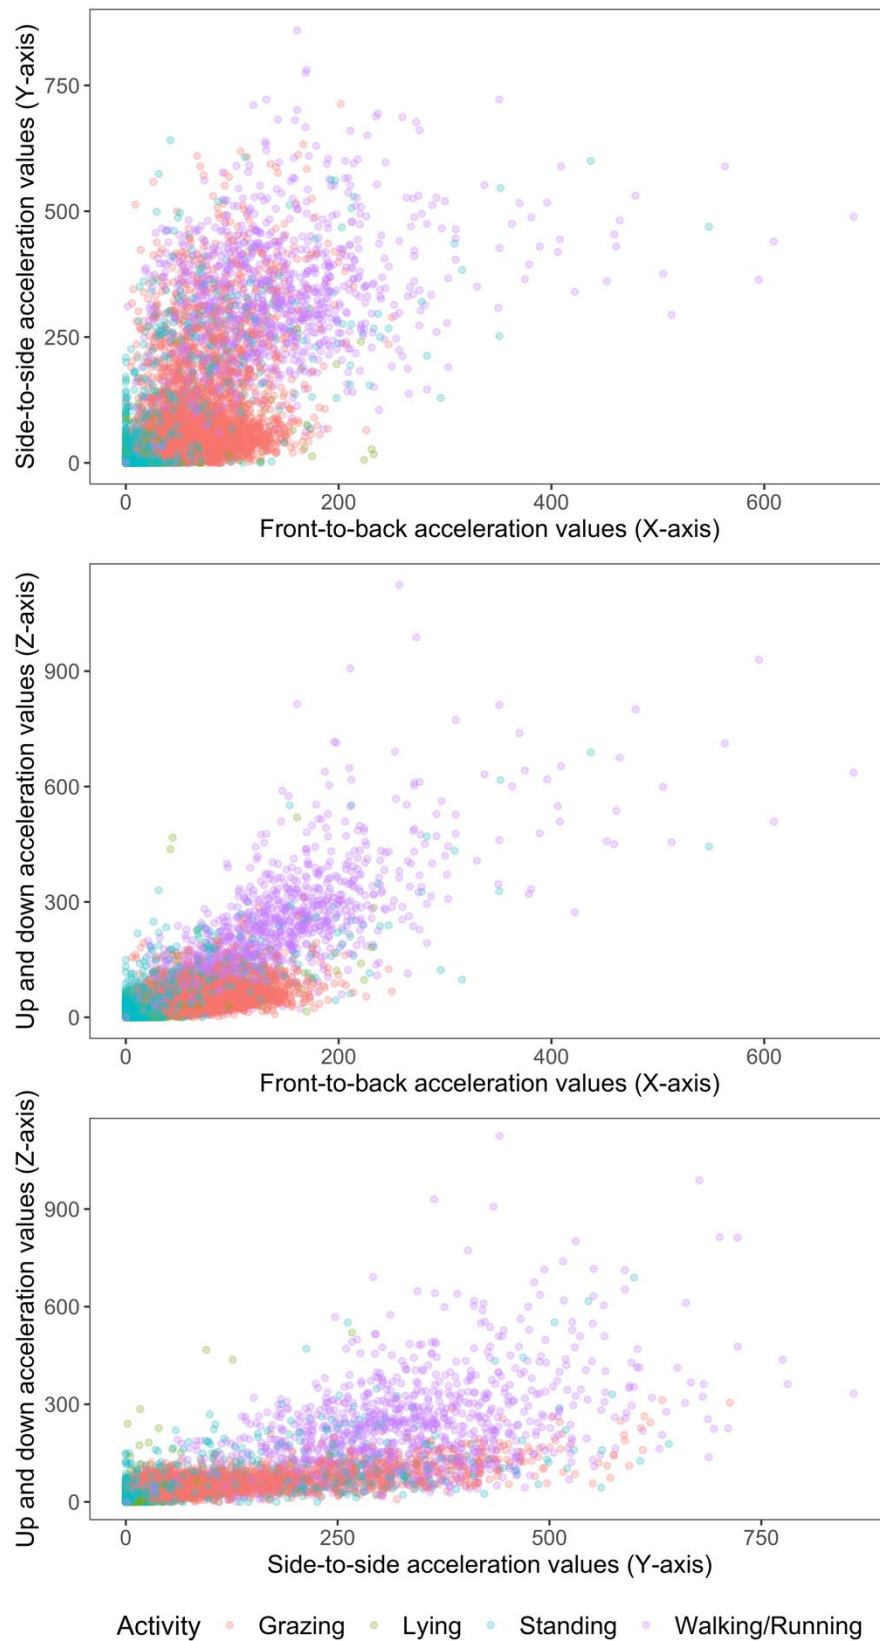 Side-to-side acceleration values (Y-axis)
750
500
250
0
0 200 400 600
Front-to-back acceleration values (X-axis)
Up and down acceleration values (Z-axis)
900
600
300
0
0 200 400 600
Front-to-back acceleration values (X-axis)
Up and down acceleration values (Z-axis)
900
600
300
0
0 250 500 750
Side-to-side acceleration values (Y-axis)
Activity Grazing Lying Standing Walking/Running